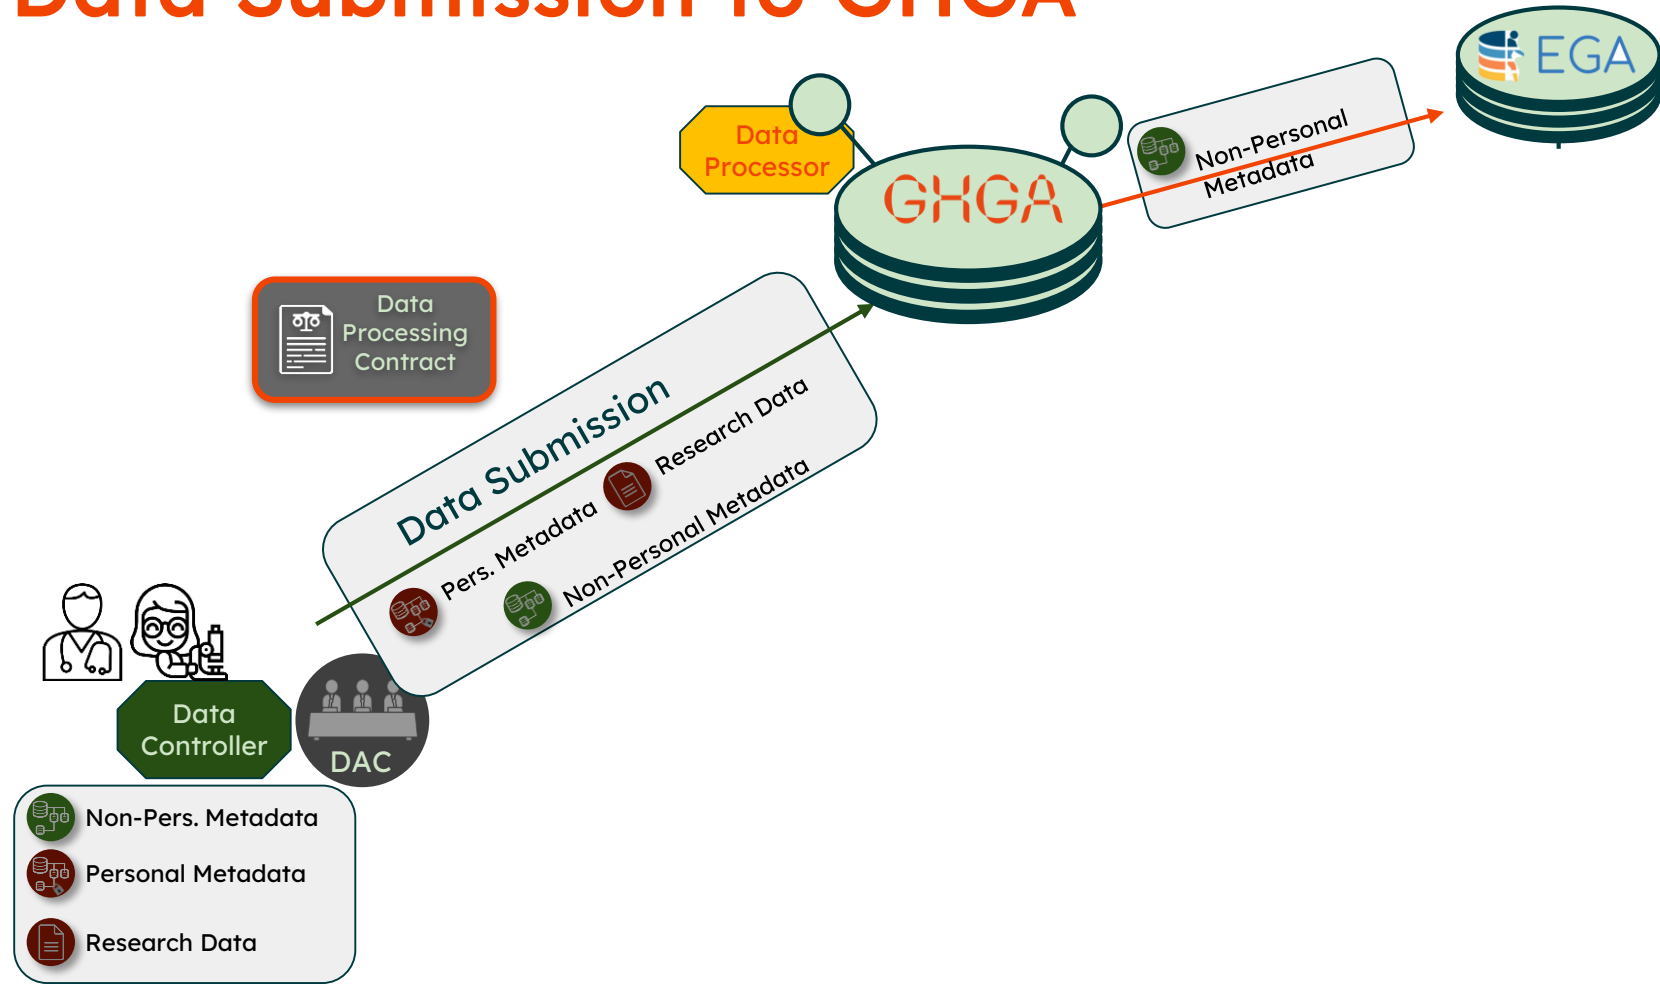 Data Submission to GHGA
EGA
Data
Processor
GHGA
Non-Personal
Metadata
Data
Processing
Contract
Data Submission
Research Data
Pers. Metadata
Non-Personal Metadata
Data
Controller
DAC
Non-Pers. Metadata
Personal Metadata
Research Data